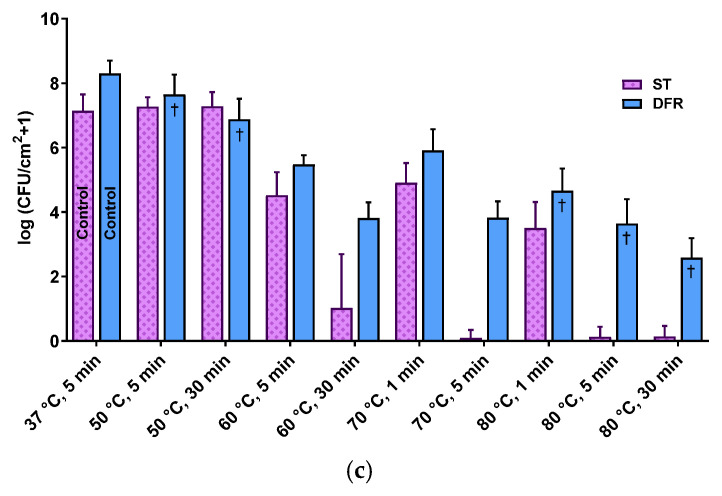 10
8
6
4
2
0
log (CFU/cm²+1)
ST
DFR
Control
Control
†
†
†
†
†
37 °C, 5 min
50 °C, 5 min
50 °C, 30 min
60 °C, 5 min
60 °C, 30 min
70 °C, 1 min
70 °C, 5 min
80 °C, 1 min
80 °C, 5 min
80 °C, 30 min
(c)